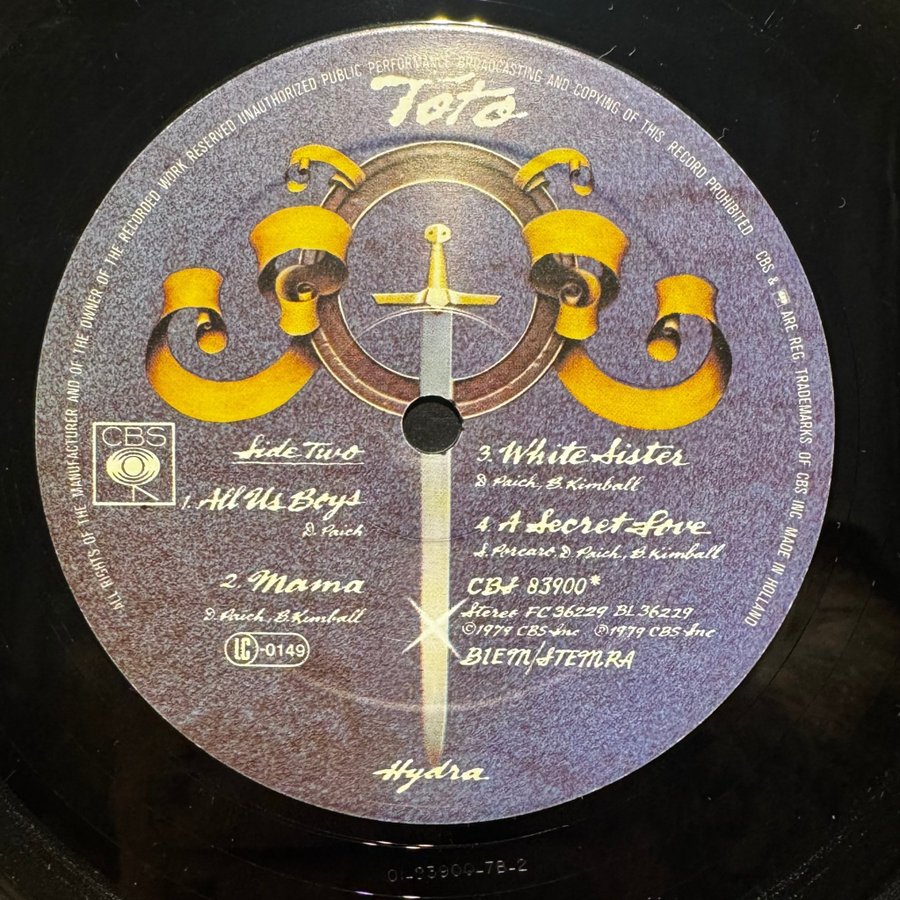 ALL RIGHTS OF THE MANUFACTURER AND OF THE OWNER OF THE RECORDED WORK RESERVED UNAUTHORIZED PUBLIC PERFORMANCE BROADCASTING AND COPYING OF THIS RECORD PROHIBITED · CBS & ARE REG. TRADEMARKS OF CBS INC MADE IN HOLLAND
Toto
CBS
Side Two
1. All Us Boys
D. Paich
2. Mama
D. Paich, B. Kimball
LC-0149
3. White Sister
D. Paich, B. Kimball
4. A Secret Love
S. Porcaro, D. Paich, B. Kimball
CBS 83900*
Stereo FC 36229 BL 36229
©1979 CBS Inc ℗1979 CBS Inc
BIEM/STEMRA
Hydra
01-83900-7B-2